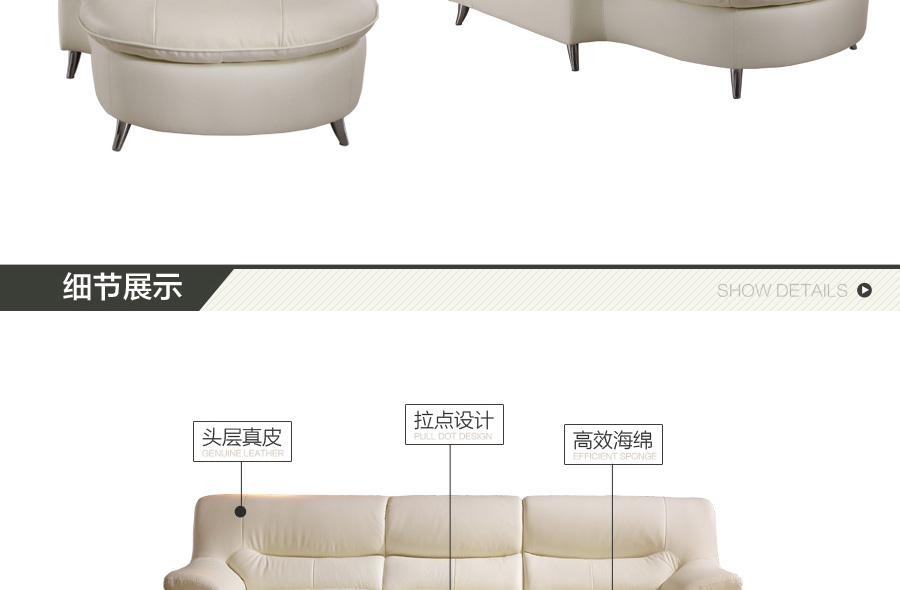 细节展示
SHOW DETAILS
头层真皮
GENUINE LEATHER
拉点设计
PULL DOT DESIGN
高效海绵
EFFICIENT SPONGE